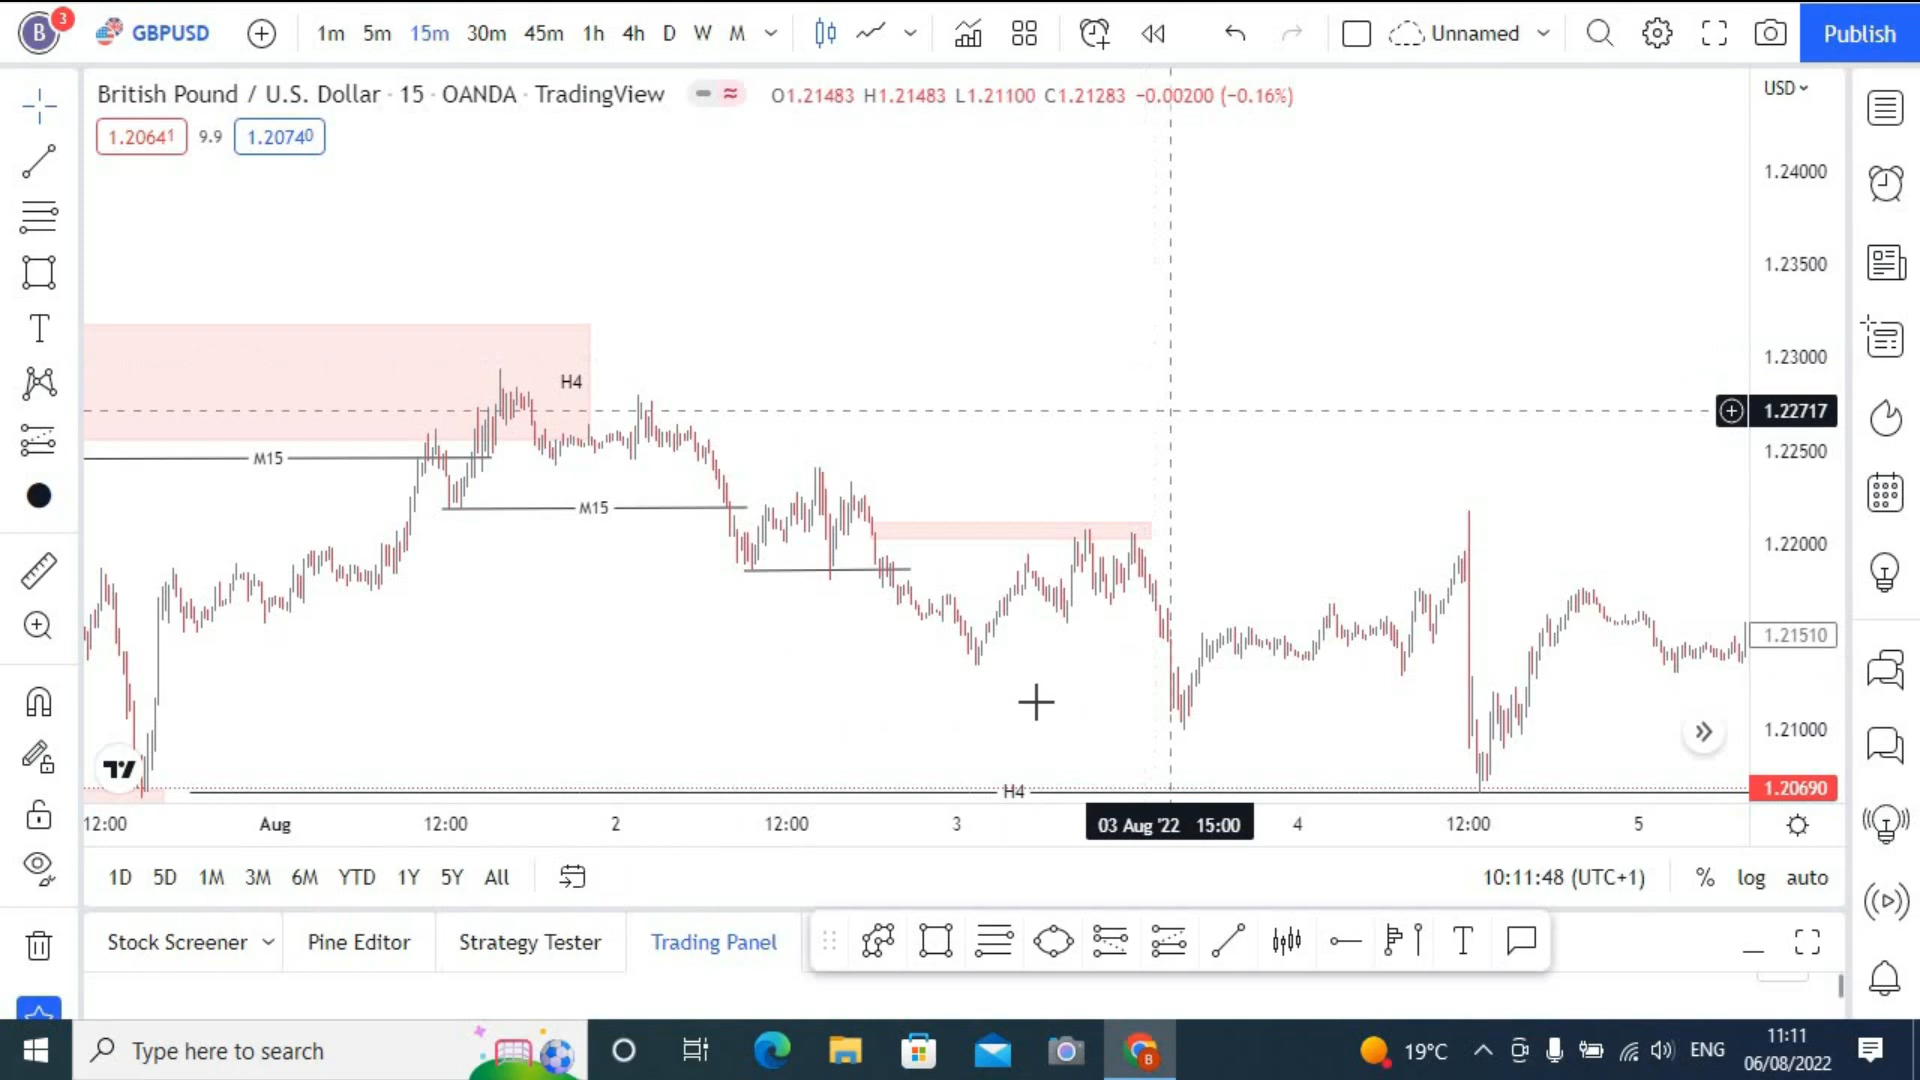 B 3 GBPUSD 1m 5m 15m 30m 45m 1h 4h D W M Unnamed Publish
British Pound / U.S. Dollar · 15 · OANDA · TradingView O1.21483 H1.21483 L1.21100 C1.21283 −0.00200 (−0.16%) USD
1.20641 9.9 1.20740
1.24000
1.23500
1.23000
H4
1.22717
1.22500
M15
M15
1.22000
1.21510
1.21000
1.20690
H4
12:00 Aug 12:00 2 12:00 3 03 Aug '22 15:00 4 12:00 5
1D 5D 1M 3M 6M YTD 1Y 5Y All 10:11:48 (UTC+1) % log auto
Stock Screener Pine Editor Strategy Tester Trading Panel
Type here to search B 19°C ENG 11:11
06/08/2022